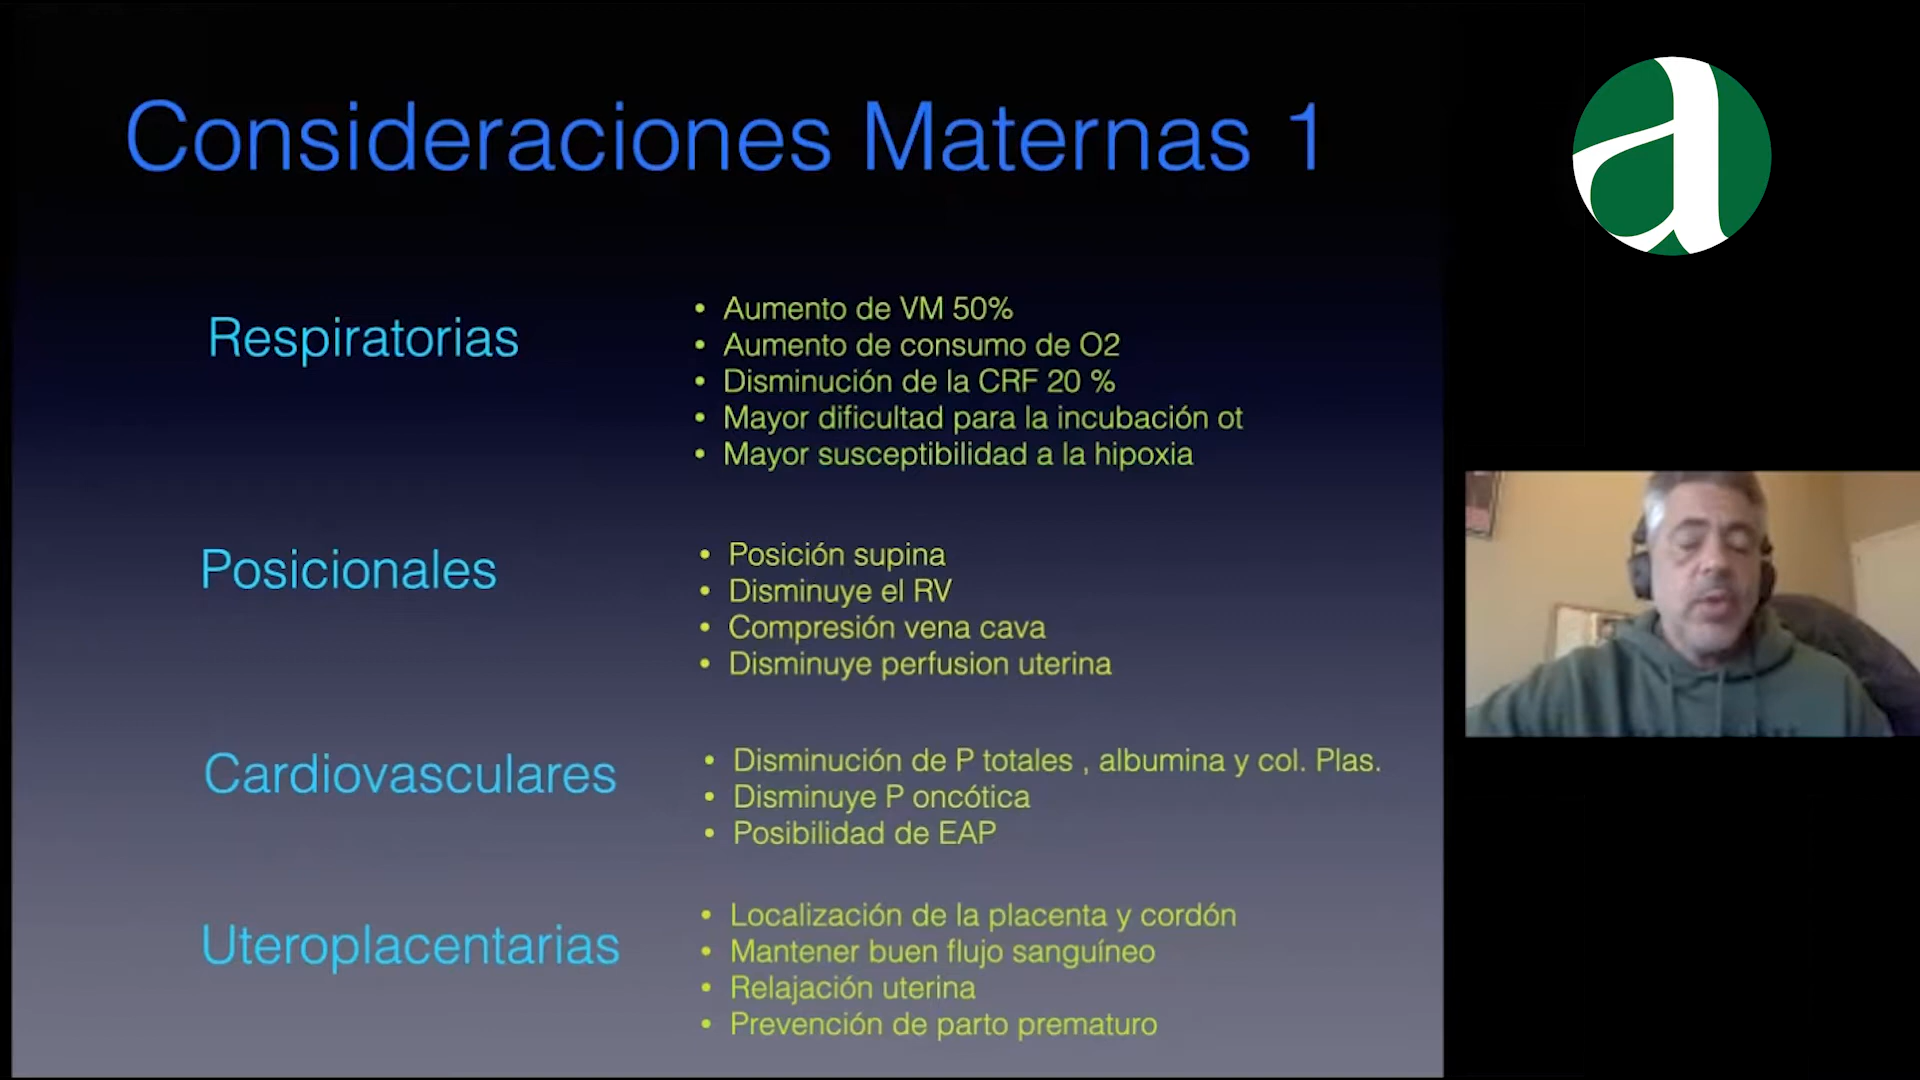 Consideraciones Maternas 1
Respiratorias
• Aumento de VM 50%
• Aumento de consumo de O2
• Disminución de la CRF 20 %
• Mayor dificultad para la incubación ot
• Mayor susceptibilidad a la hipoxia
Posicionales
• Posición supina
• Disminuye el RV
• Compresión vena cava
• Disminuye perfusion uterina
Cardiovasculares
• Disminución de P totales , albumina y col. Plas.
• Disminuye P oncótica
• Posibilidad de EAP
Uteroplacentarias
• Localización de la placenta y cordón
• Mantener buen flujo sanguíneo
• Relajación uterina
• Prevención de parto prematuro
a